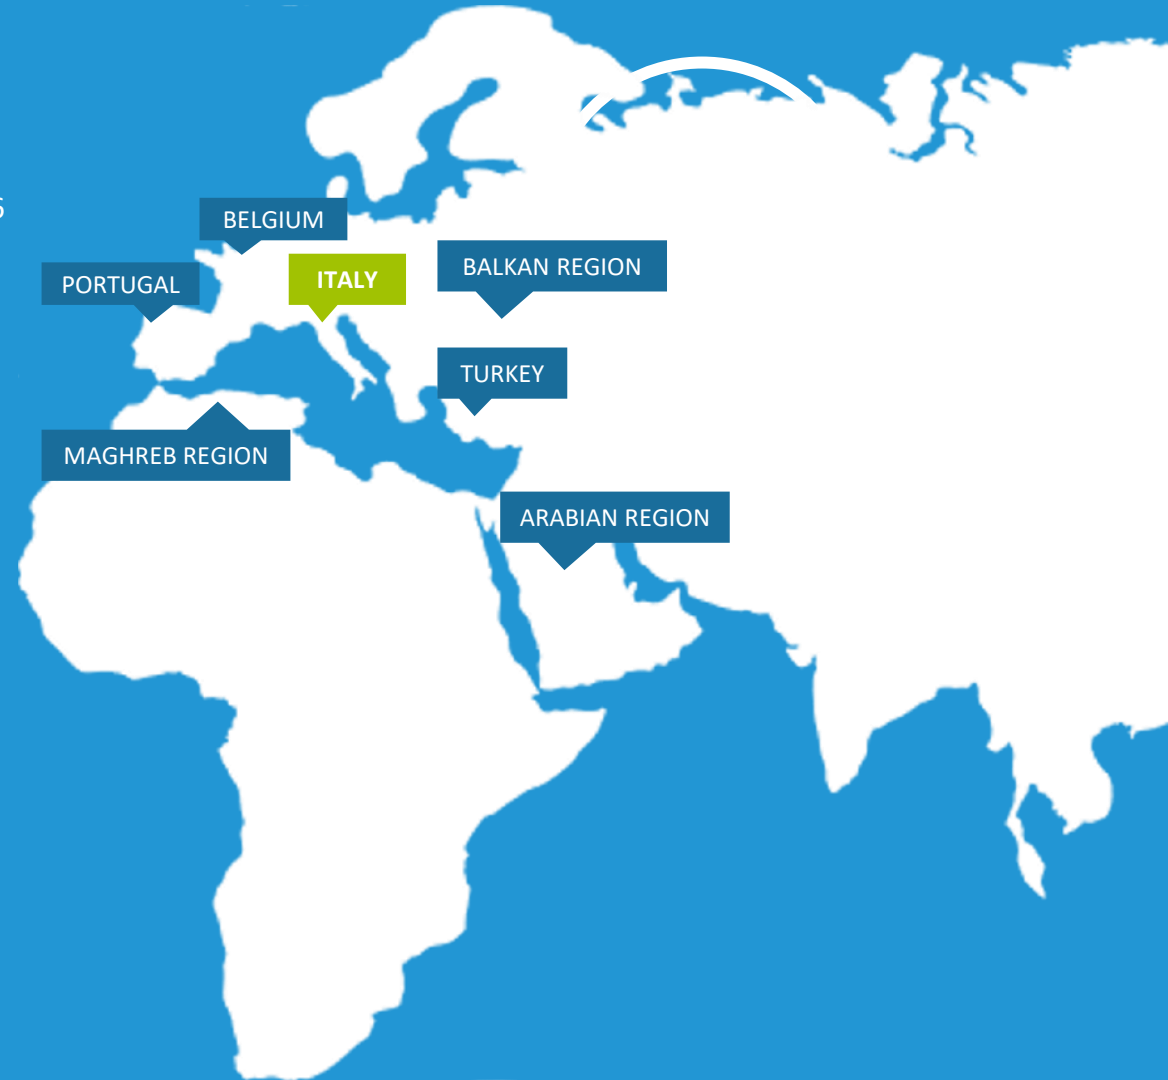 BELGIUM
BALKAN REGION
ITALY
PORTUGAL
TURKEY
MAGHREB REGION
ARABIAN REGION